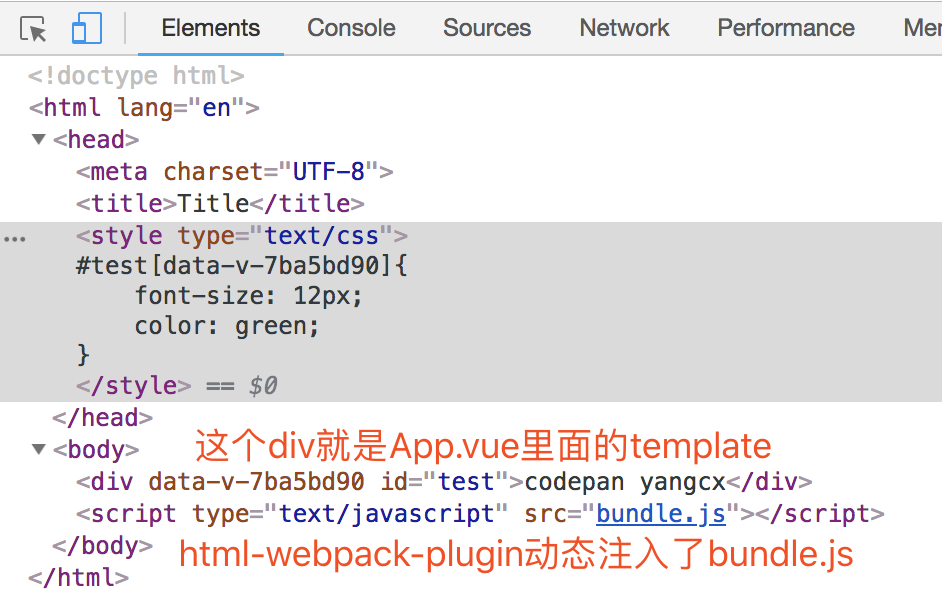 Elements Console Sources Network Performance Mer
<!doctype html>
<html lang="en">
<head>
<meta charset="UTF-8">
<title>Title</title>
<style type="text/css">
#test[data-v-7ba5bd90]{
font-size: 12px;
color: green;
}
</style> == $0
</head>
这个div就是App.vue里面的template
<body>
<div data-v-7ba5bd90 id="test">codepan yangcx</div>
<script type="text/javascript" src="bundle.js"></script>
</body>
html-webpack-plugin动态注入了bundle.js
</html>